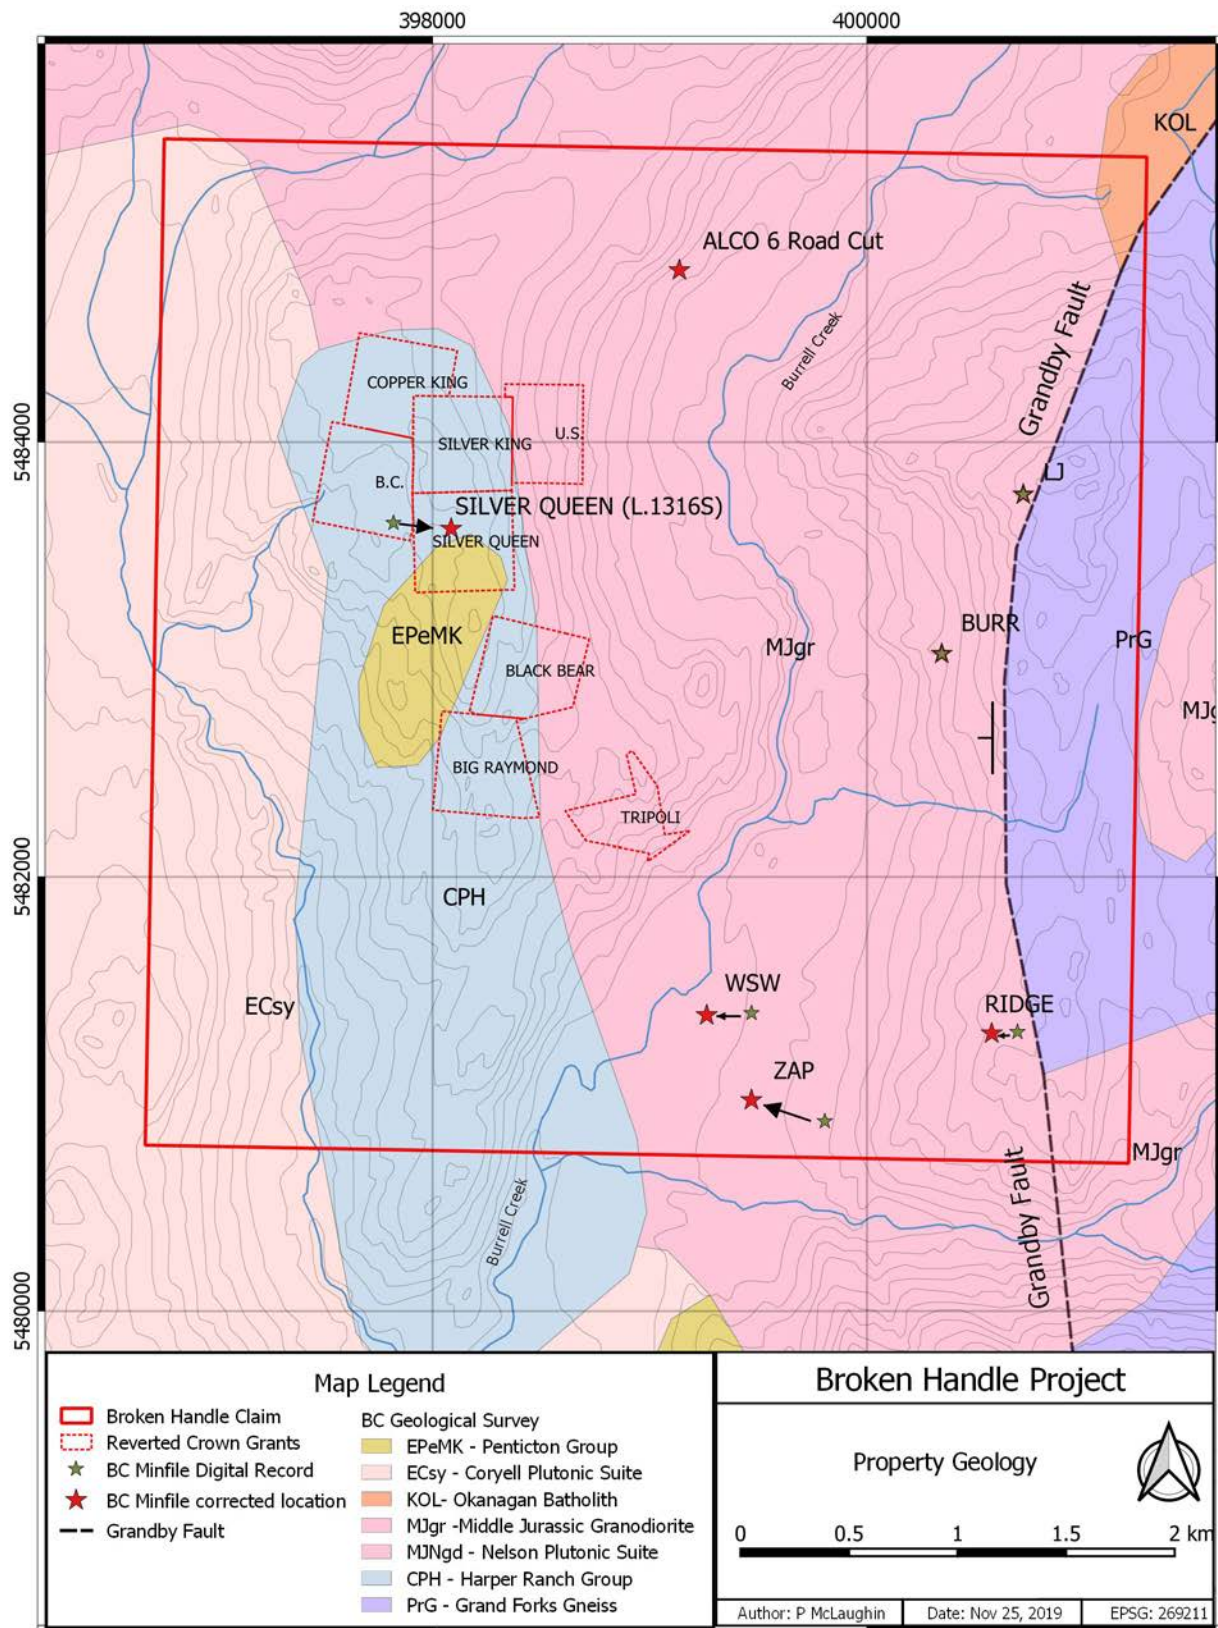 398000
400000
KOL
ALCO 6 Road Cut
Grandby Fault
Burrell Creek
COPPER KING
5484000
SILVER KING
U.S.
LJ
B.C.
SILVER QUEEN (L.1316S)
SILVER QUEEN
BURR
EPeMK
MJgr
PrG
BLACK BEAR
MJg
BIG RAYMOND
TRIPOLI
5482000
CPH
WSW
ECsy
RIDGE
ZAP
MJgr
Grandby Fault
Burrell Creek
5480000
Map Legend
Broken Handle Claim
Reverted Crown Grants
BC Minfile Digital Record
BC Minfile corrected location
Grandby Fault
BC Geological Survey
EPeMK - Penticton Group
ECsy - Coryell Plutonic Suite
KOL- Okanagan Batholith
MJgr -Middle Jurassic Granodiorite
MJNgd - Nelson Plutonic Suite
CPH - Harper Ranch Group
PrG - Grand Forks Gneiss
Broken Handle Project
Property Geology
0 0.5 1 1.5 2 km
Author: P McLaughin
Date: Nov 25, 2019
EPSG: 269211